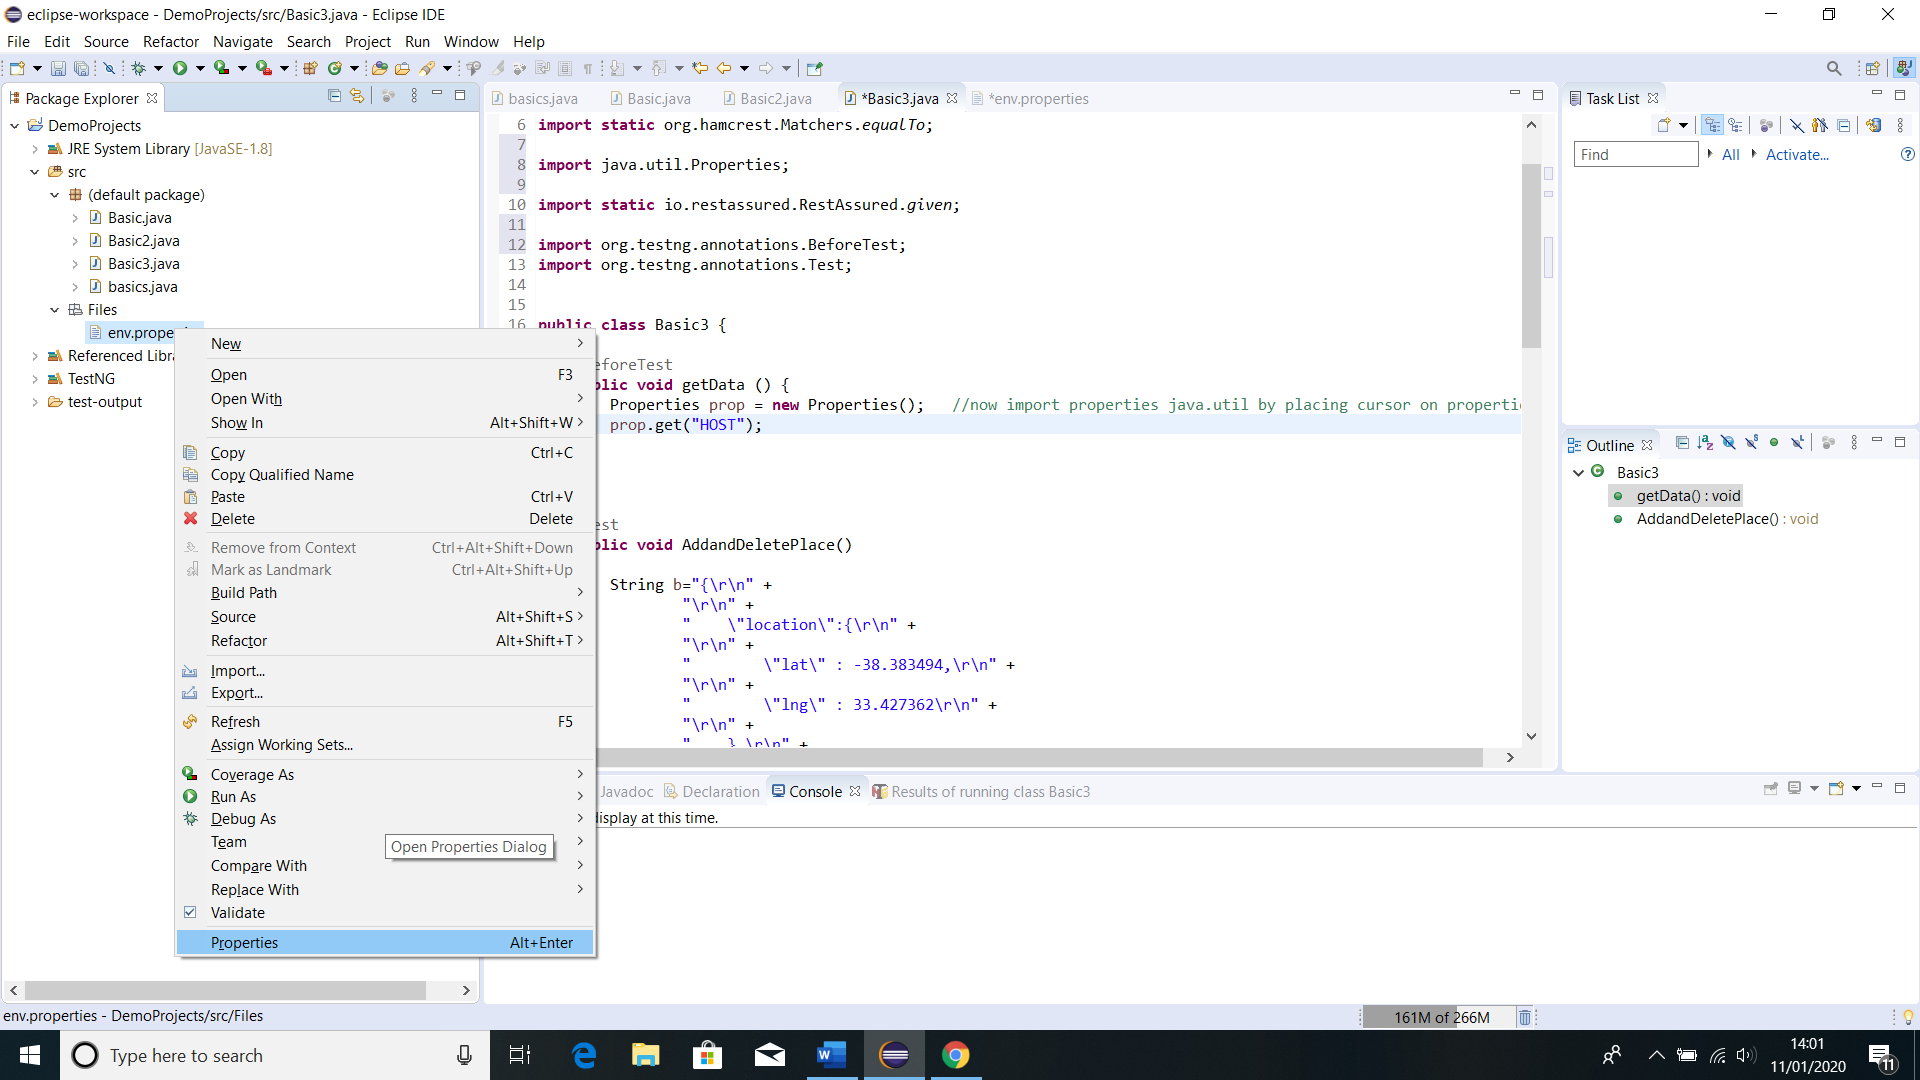 eclipse-workspace - DemoProjects/src/Basic3.java - Eclipse IDE
File Edit Source Refactor Navigate Search Project Run Window Help
Package Explorer
DemoProjects
JRE System Library [JavaSE-1.8]
src
(default package)
Basic.java
Basic2.java
Basic3.java
basics.java
Files
env.prope
Referenced Libra
TestNG
test-output
New
Open F3
Open With
Show In Alt+Shift+W
Copy Ctrl+C
Copy Qualified Name
Paste Ctrl+V
Delete Delete
Remove from Context Ctrl+Alt+Shift+Down
Mark as Landmark Ctrl+Alt+Shift+Up
Build Path
Source Alt+Shift+S
Refactor Alt+Shift+T
Import...
Export...
Refresh F5
Assign Working Sets...
Coverage As
Run As
Debug As
Team
Open Properties Dialog
Compare With
Replace With
Validate
Properties Alt+Enter
basics.java Basic.java Basic2.java *Basic3.java *env.properties
6 import static org.hamcrest.Matchers.equalTo;
7
8 import java.util.Properties;
9
10 import static io.restassured.RestAssured.given;
11
12 import org.testng.annotations.BeforeTest;
13 import org.testng.annotations.Test;
14
15
16 public class Basic3 {
eforeTest
blic void getData () {
Properties prop = new Properties(); //now import properties java.util by placing cursor on properti
prop.get("HOST");
est
blic void AddandDeletePlace()
String b="{\r\n" +
"\r\n" +
" \"location\":{\r\n" +
"\r\n" +
" \"lat\" : -38.383494,\r\n" +
"\r\n" +
" \"lng\" : 33.427362\r\n" +
"\r\n" +
" },\r\n" +
Javadoc Declaration Console Results of running class Basic3
display at this time.
Task List
Find All Activate...
Outline
Basic3
getData() : void
AddandDeletePlace() : void
env.properties - DemoProjects/src/Files
161M of 266M
Type here to search
14:01
11/01/2020
11